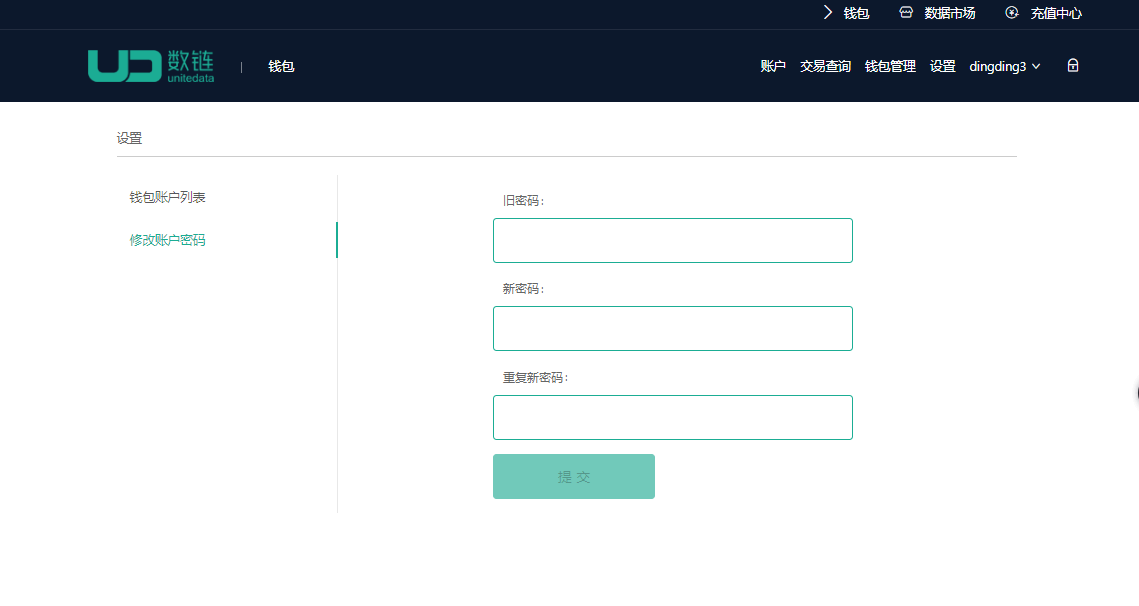 钱包 数据市场 充值中心
数链 unitedata | 钱包 账户 交易查询 钱包管理 设置 dingding3
设置
钱包账户列表
修改账户密码
旧密码:
新密码:
重复新密码:
提交